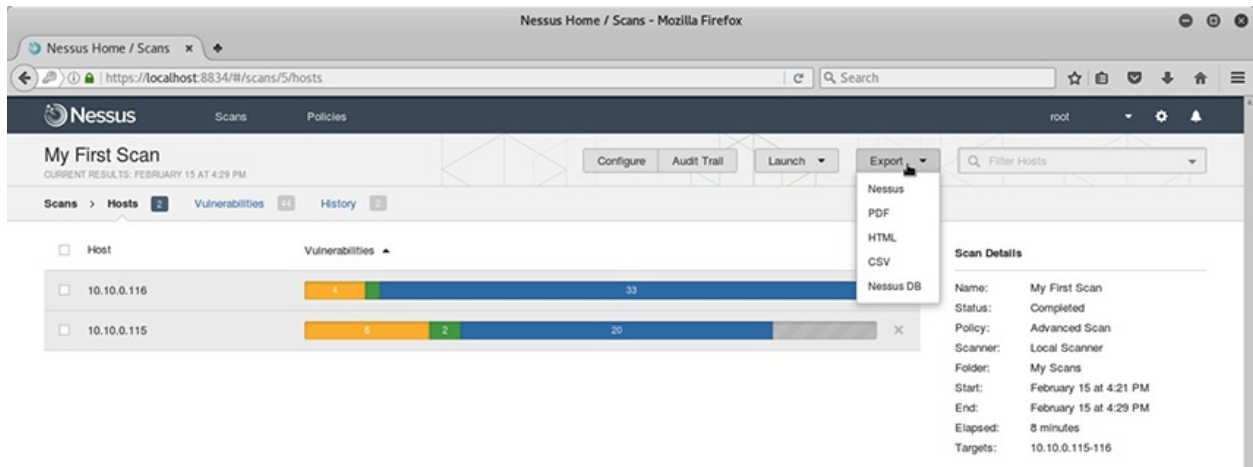 Nessus Home / Scans - Mozilla Firefox
Nessus Home / Scans
https://localhost:8834/#/scans/5/hosts
Search
Nessus
Scans
Policies
root
My First Scan
CURRENT RESULTS: FEBRUARY 15 AT 4:29 PM
Configure
Audit Trail
Launch
Export
Filter Hosts
Nessus
PDF
HTML
CSV
Nessus DB
Scans > Hosts 2
Vulnerabilities 44
History 2
Host
Vulnerabilities
10.10.0.116
4
33
10.10.0.115
2
20
Scan Details
Name: My First Scan
Status: Completed
Policy: Advanced Scan
Scanner: Local Scanner
Folder: My Scans
Start: February 15 at 4:21 PM
End: February 15 at 4:29 PM
Elapsed: 8 minutes
Targets: 10.10.0.115-116